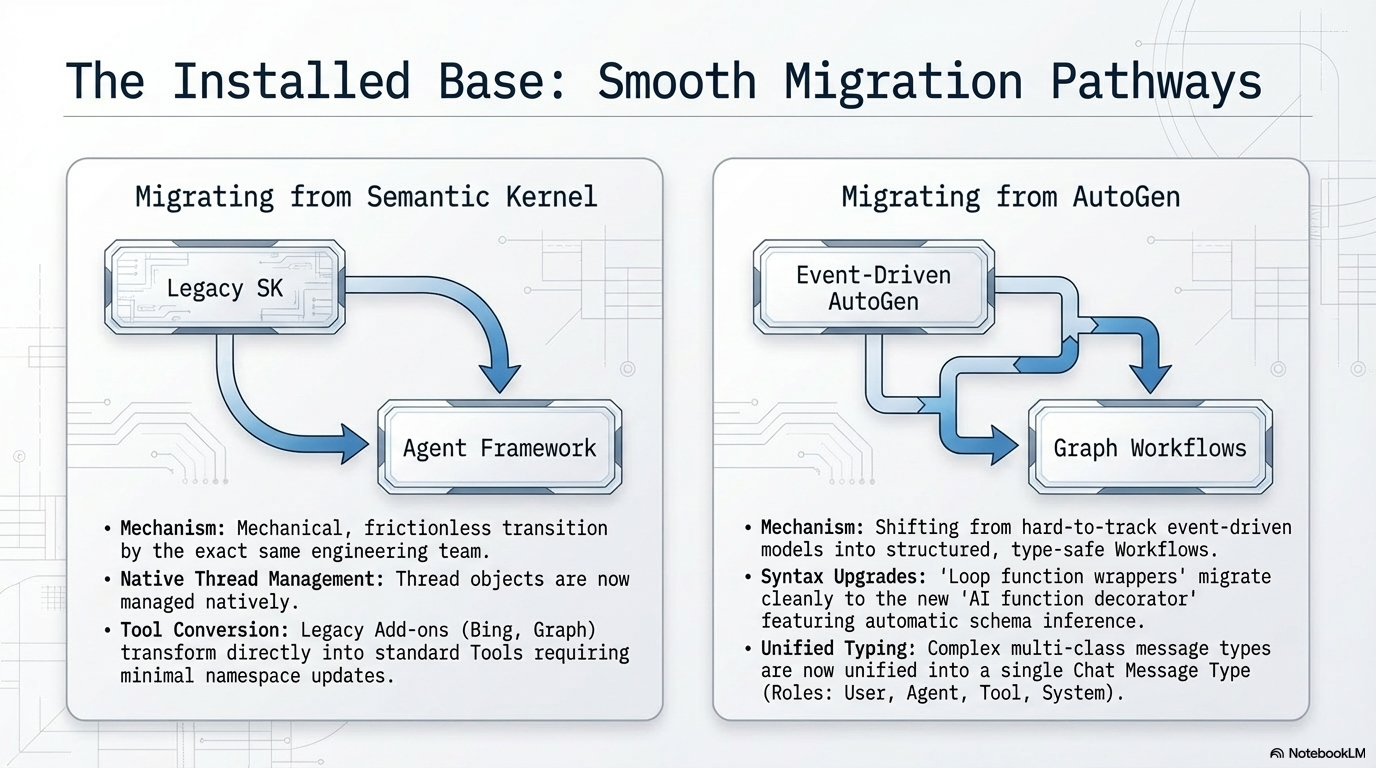 The Installed Base: Smooth Migration Pathways
Migrating from Semantic Kernel
Legacy SK
Agent Framework
• Mechanism: Mechanical, frictionless transition
by the exact same engineering team.
• Native Thread Management: Thread objects are now
managed natively.
• Tool Conversion: Legacy Add-ons (Bing, Graph)
transform directly into standard Tools requiring
minimal namespace updates.
Migrating from AutoGen
Event-Driven
AutoGen
Graph Workflows
• Mechanism: Shifting from hard-to-track event-driven
models into structured, type-safe Workflows.
• Syntax Upgrades: 'Loop function wrappers' migrate
cleanly to the new 'AI function decorator'
featuring automatic schema inference.
• Unified Typing: Complex multi-class message types
are now unified into a single Chat Message Type
(Roles: User, Agent, Tool, System).
NotebookLM